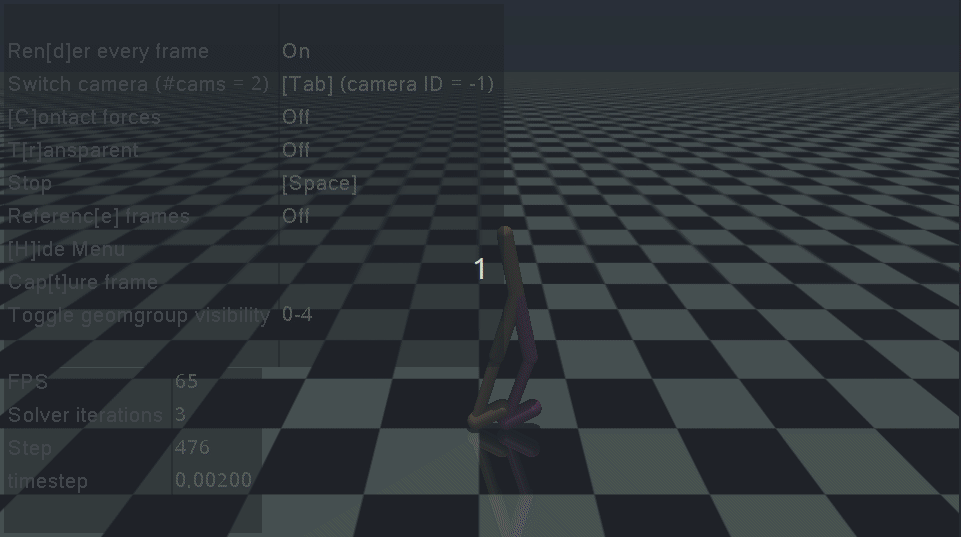 Ren[d]er every frame On
Switch camera (#cams = 2) [Tab] (camera ID = -1)
[C]ontact forces Off
T[r]ansparent Off
Stop [Space]
Referenc[e] frames Off
[H]ide Menu
Cap[t]ure frame
Toggle geomgroup visibility 0-4
1
FPS 65
Solver iterations 3
Step 476
timestep 0.00200